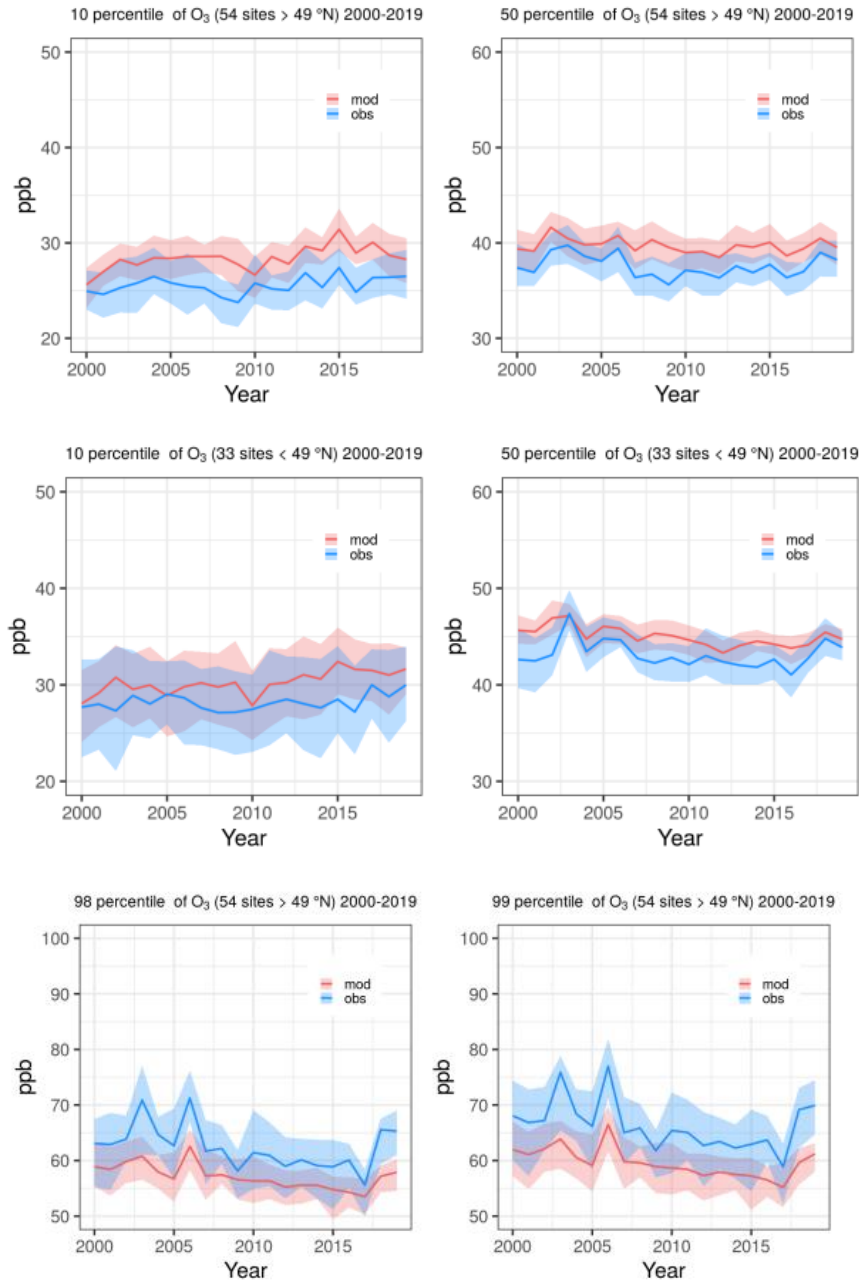 10 percentile of O₃ (54 sites > 49 °N) 2000-2019
50
40
30
20
ppb
mod
obs
2000 2005 2010 2015
Year
50 percentile of O₃ (54 sites > 49 °N) 2000-2019
60
50
40
30
ppb
mod
obs
2000 2005 2010 2015
Year
10 percentile of O₃ (33 sites < 49 °N) 2000-2019
50
40
30
20
ppb
mod
obs
2000 2005 2010 2015
Year
50 percentile of O₃ (33 sites < 49 °N) 2000-2019
60
50
40
30
ppb
mod
obs
2000 2005 2010 2015
Year
98 percentile of O₃ (54 sites > 49 °N) 2000-2019
100
90
80
70
60
50
ppb
mod
obs
2000 2005 2010 2015
Year
99 percentile of O₃ (54 sites > 49 °N) 2000-2019
100
90
80
70
60
50
ppb
mod
obs
2000 2005 2010 2015
Year